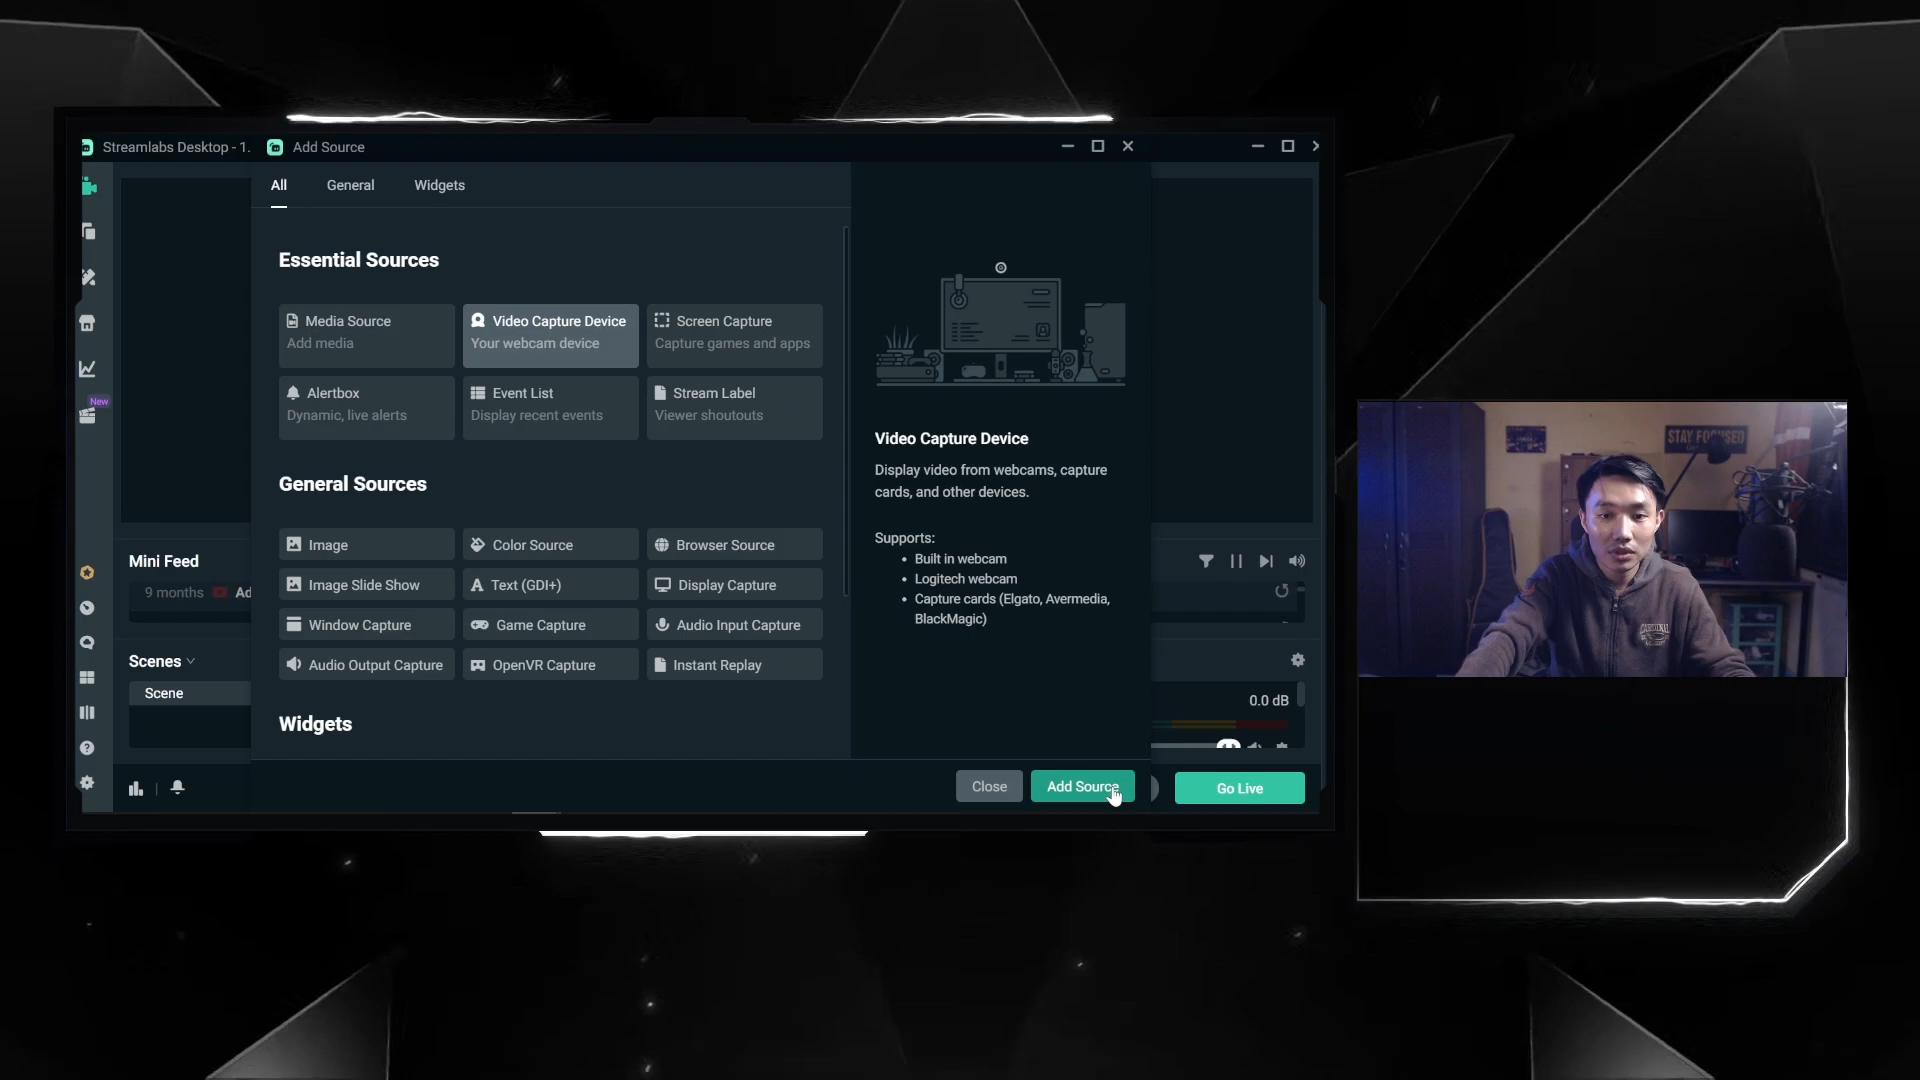 Streamlabs Desktop - 1.
Add Source
All
General
Widgets
Essential Sources
Media Source
Add media
Video Capture Device
Your webcam device
Screen Capture
Capture games and apps
Alertbox
Dynamic, live alerts
Event List
Display recent events
Stream Label
Viewer shoutouts
General Sources
Image
Color Source
Browser Source
Image Slide Show
Text (GDI+)
Display Capture
Window Capture
Game Capture
Audio Input Capture
Audio Output Capture
OpenVR Capture
Instant Replay
Widgets
Video Capture Device
Display video from webcams, capture
cards, and other devices.
Supports:
• Built in webcam
• Logitech webcam
• Capture cards (Elgato, Avermedia,
BlackMagic)
Close
Add Source
New
Mini Feed
9 months
Ad
Scenes
Scene
0.0 dB
Go Live
STAY FOCUSED
CARDINAL